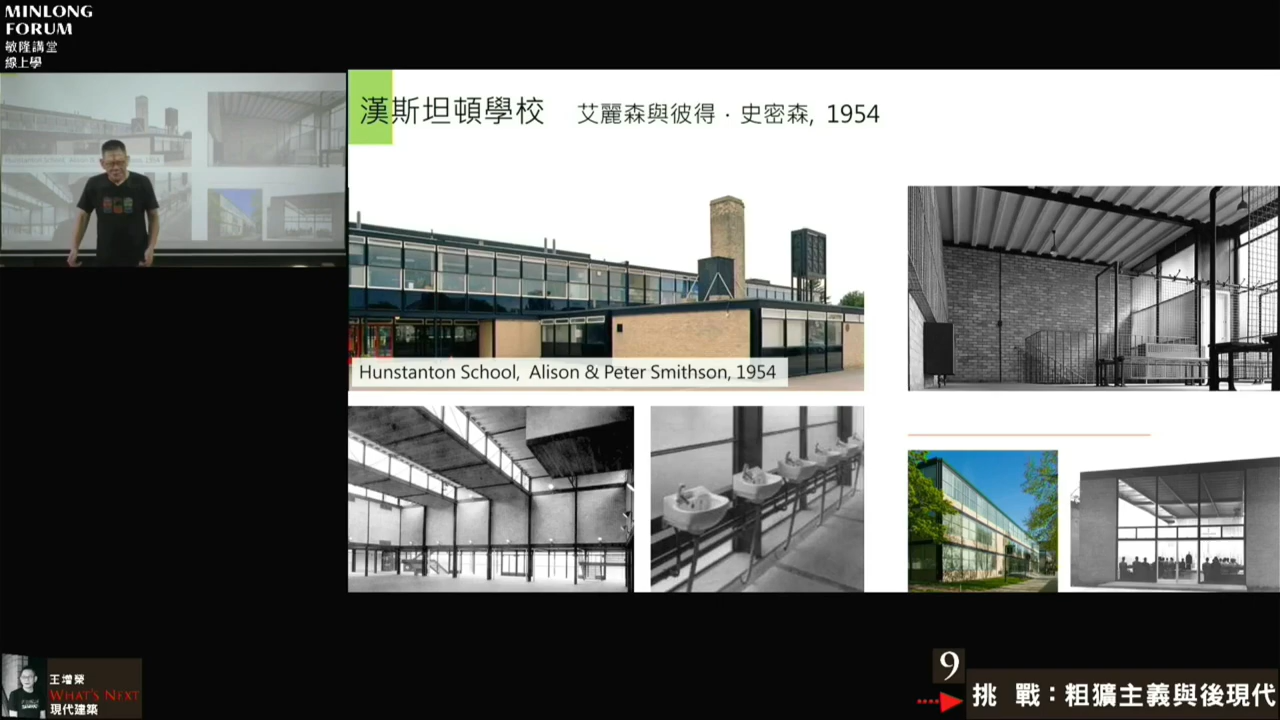 MINLONG
FORUM
敏隆講堂
線上學
漢斯坦頓學校 艾麗森與彼得．史密森, 1954
Hunstanton School, Alison & Peter Smithson, 1954
王增榮
WHAT'S NEXT
現代建築
9
挑 戰：粗獷主義與後現代